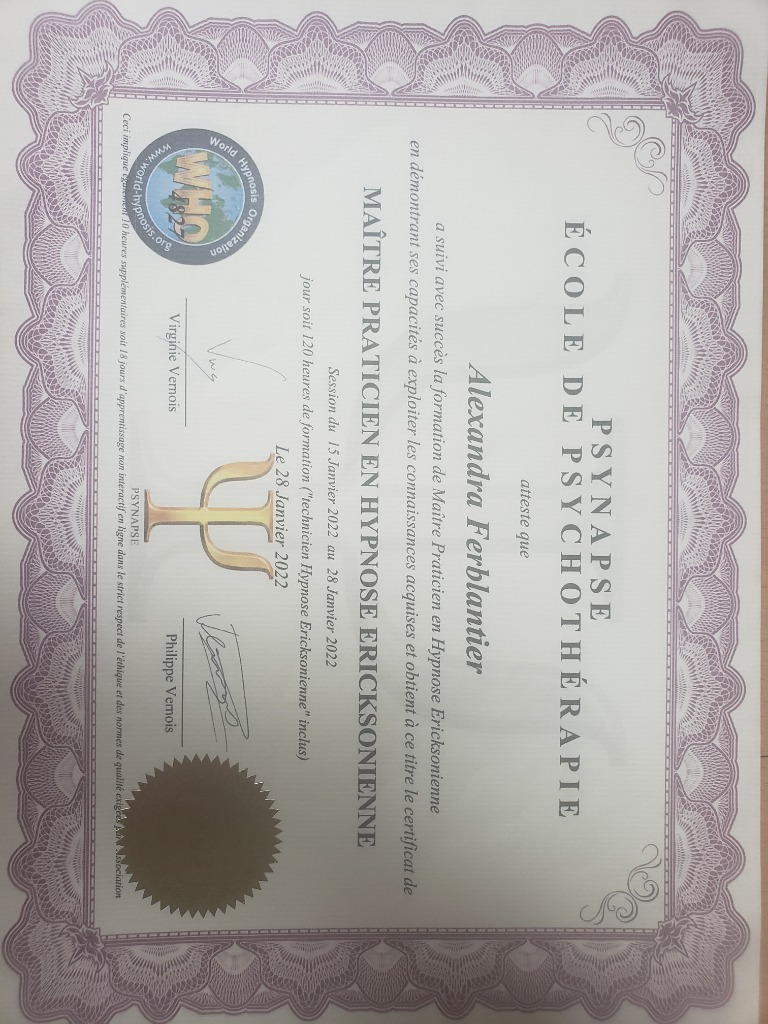 PSYNAPSE
ÉCOLE DE PSYCHOTHÉRAPIE
atteste que
Alexandra Ferblantier
a suivi avec succès la formation de Maître Praticien en Hypnose Ericksonienne
en démontrant ses capacités à exploiter les connaissances acquises et obtient à ce titre le certificat de
MAÎTRE PRATICIEN EN HYPNOSE ERICKSONIENNE
Session du 15 Janvier 2022 au 28 Janvier 2022
jour soit 120 heures de formation ("technicien Hypnose Ericksonienne" inclus)
Le 28 Janvier 2022
World Hypnosis Organization
WHO
4827
www.world-hypnosis.org
Virginie Vernois
Philippe Vernois
PSYNAPSE
Ceci implique également 10 heures supplémentaires soit 18 jours d'apprentissage non interactif en ligne dans le strict respect de l'éthique et des normes de qualité exigées Association